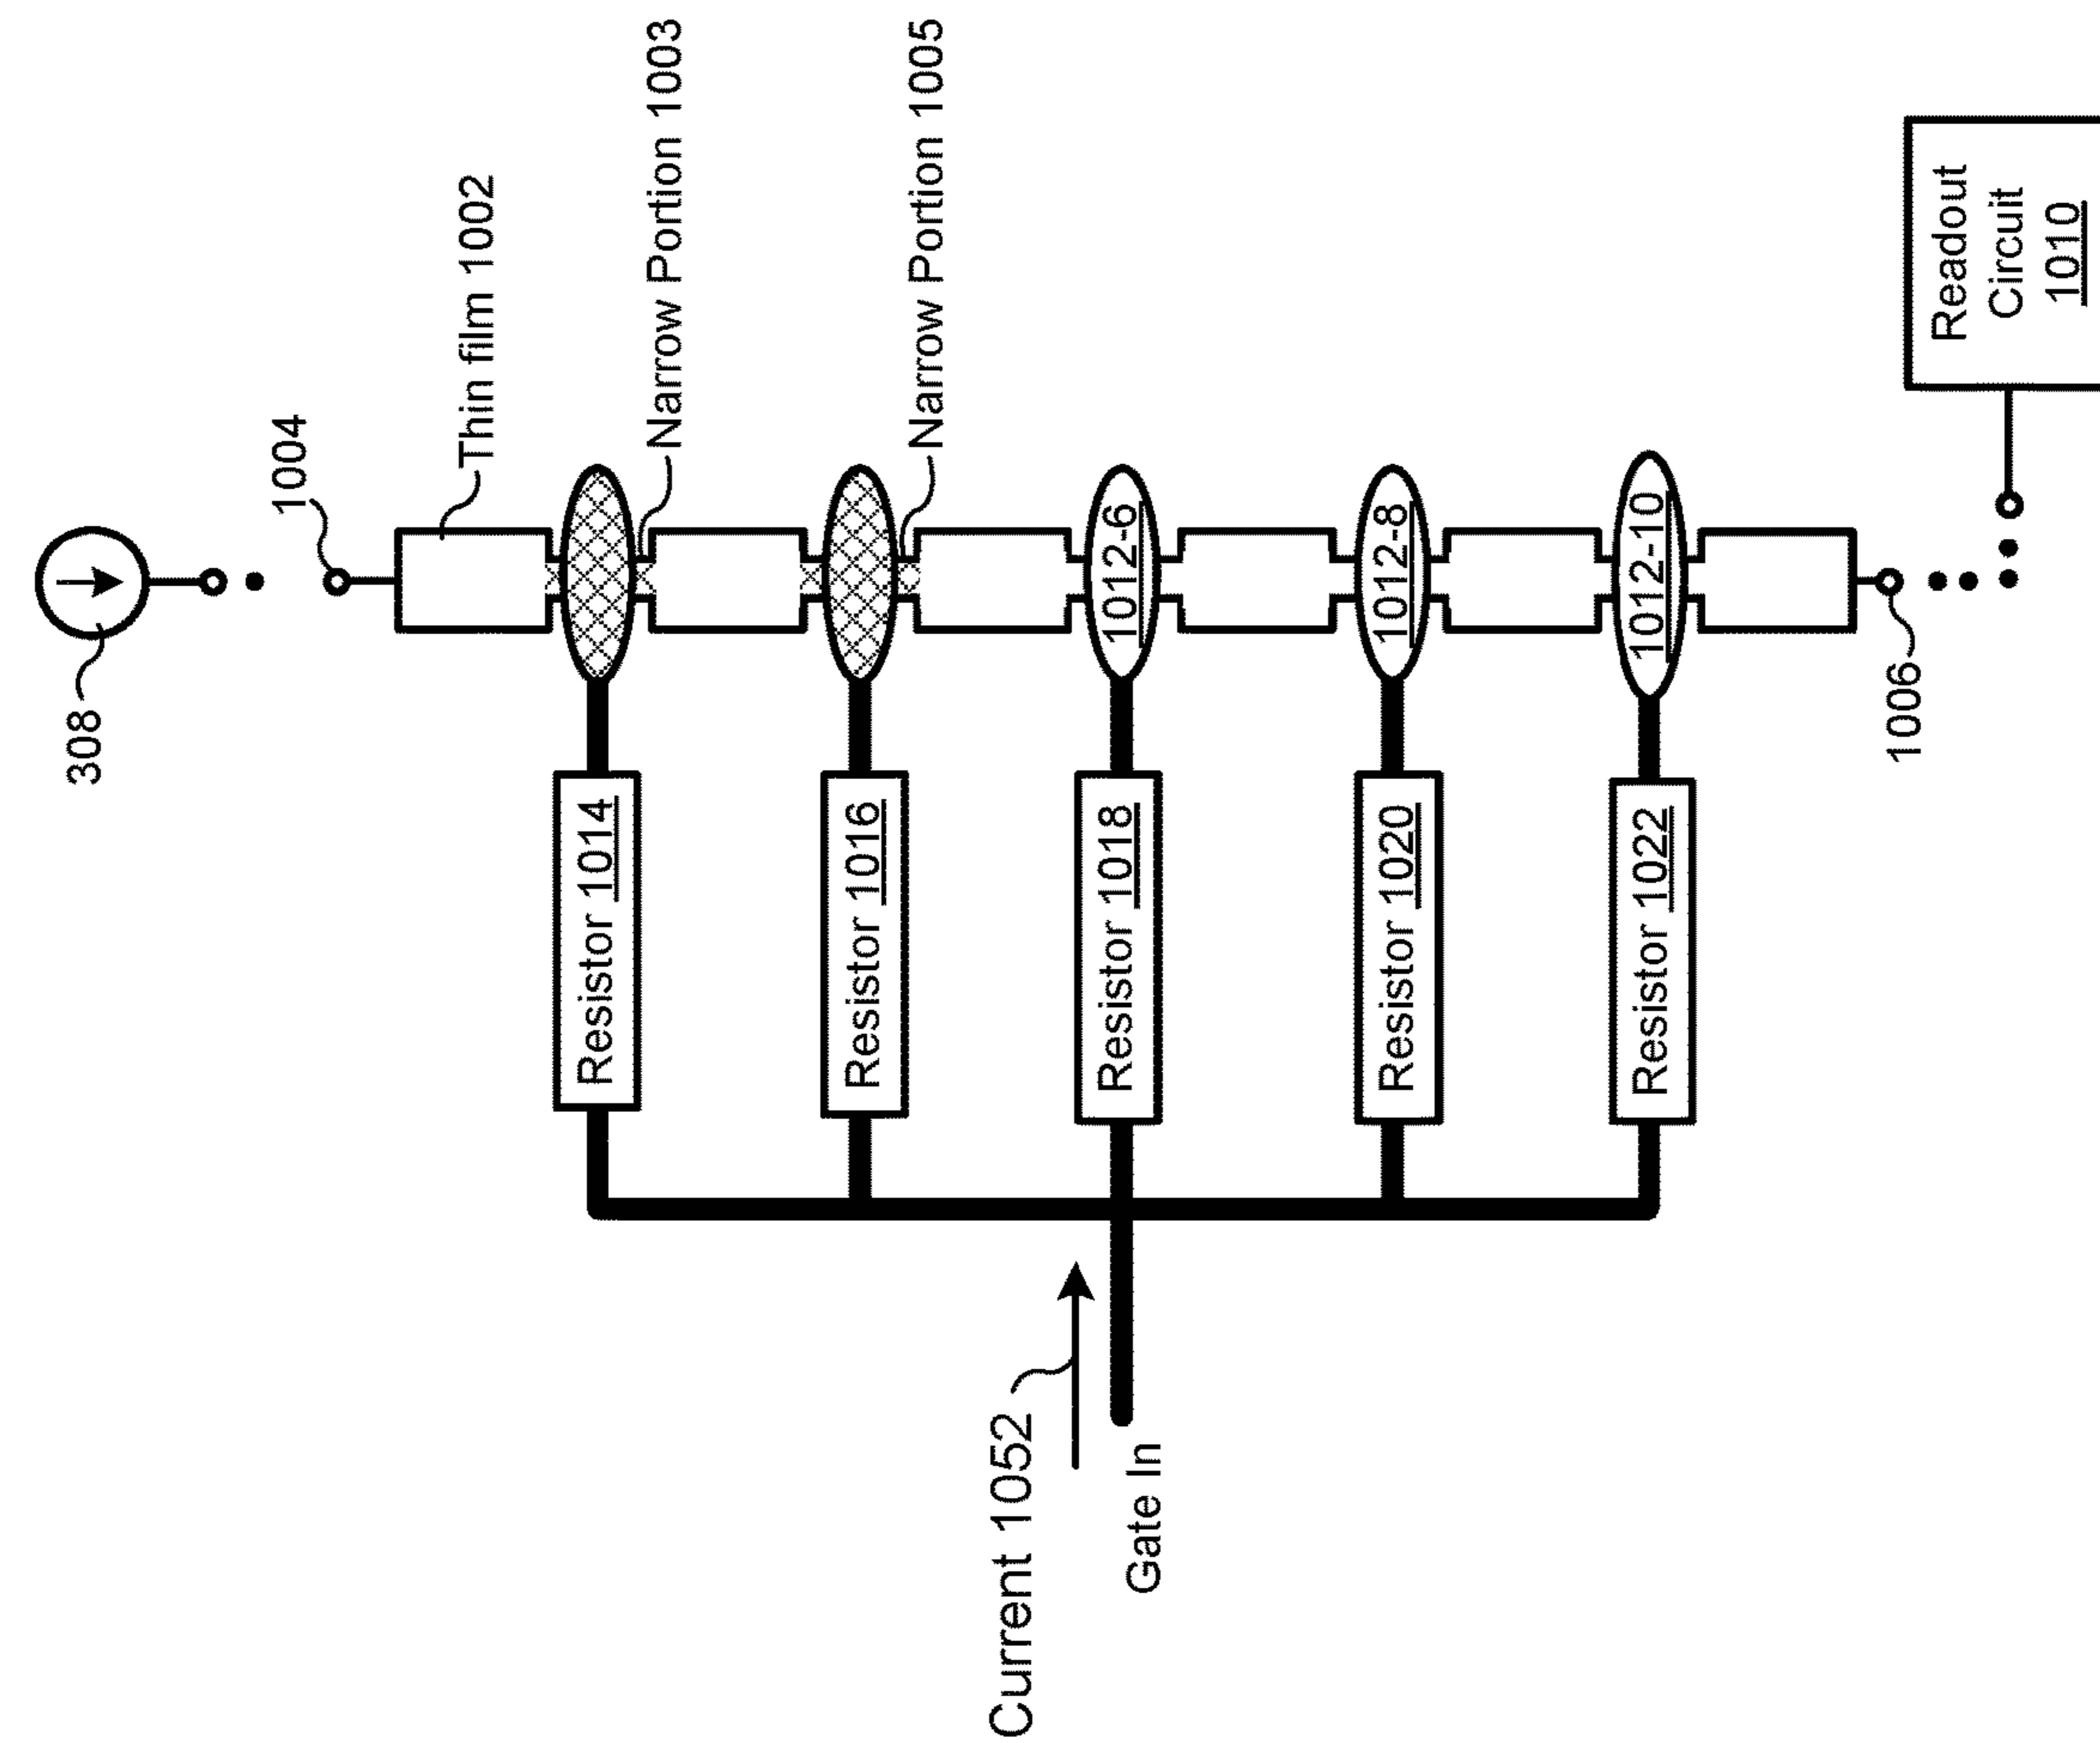 308
1004
Thin film 1002
Narrow Portion 1003
Narrow Portion 1005
Resistor 1014
Resistor 1016
Resistor 1018
Resistor 1020
Resistor 1022
1012-6
1012-8
1012-10
Current 1052
Gate In
1006
Readout
Circuit
1010